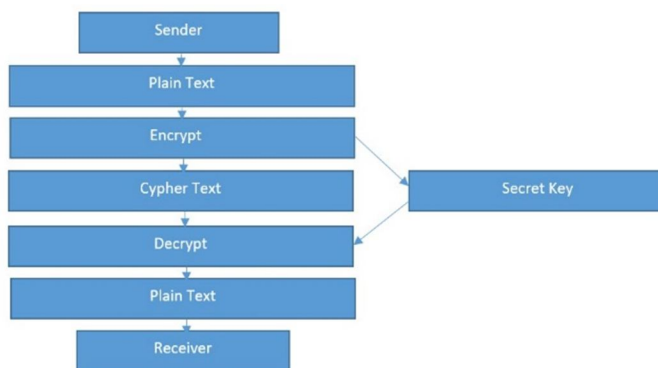 Sender
Plain Text
Encrypt
Cypher Text
Secret Key
Decrypt
Plain Text
Receiver